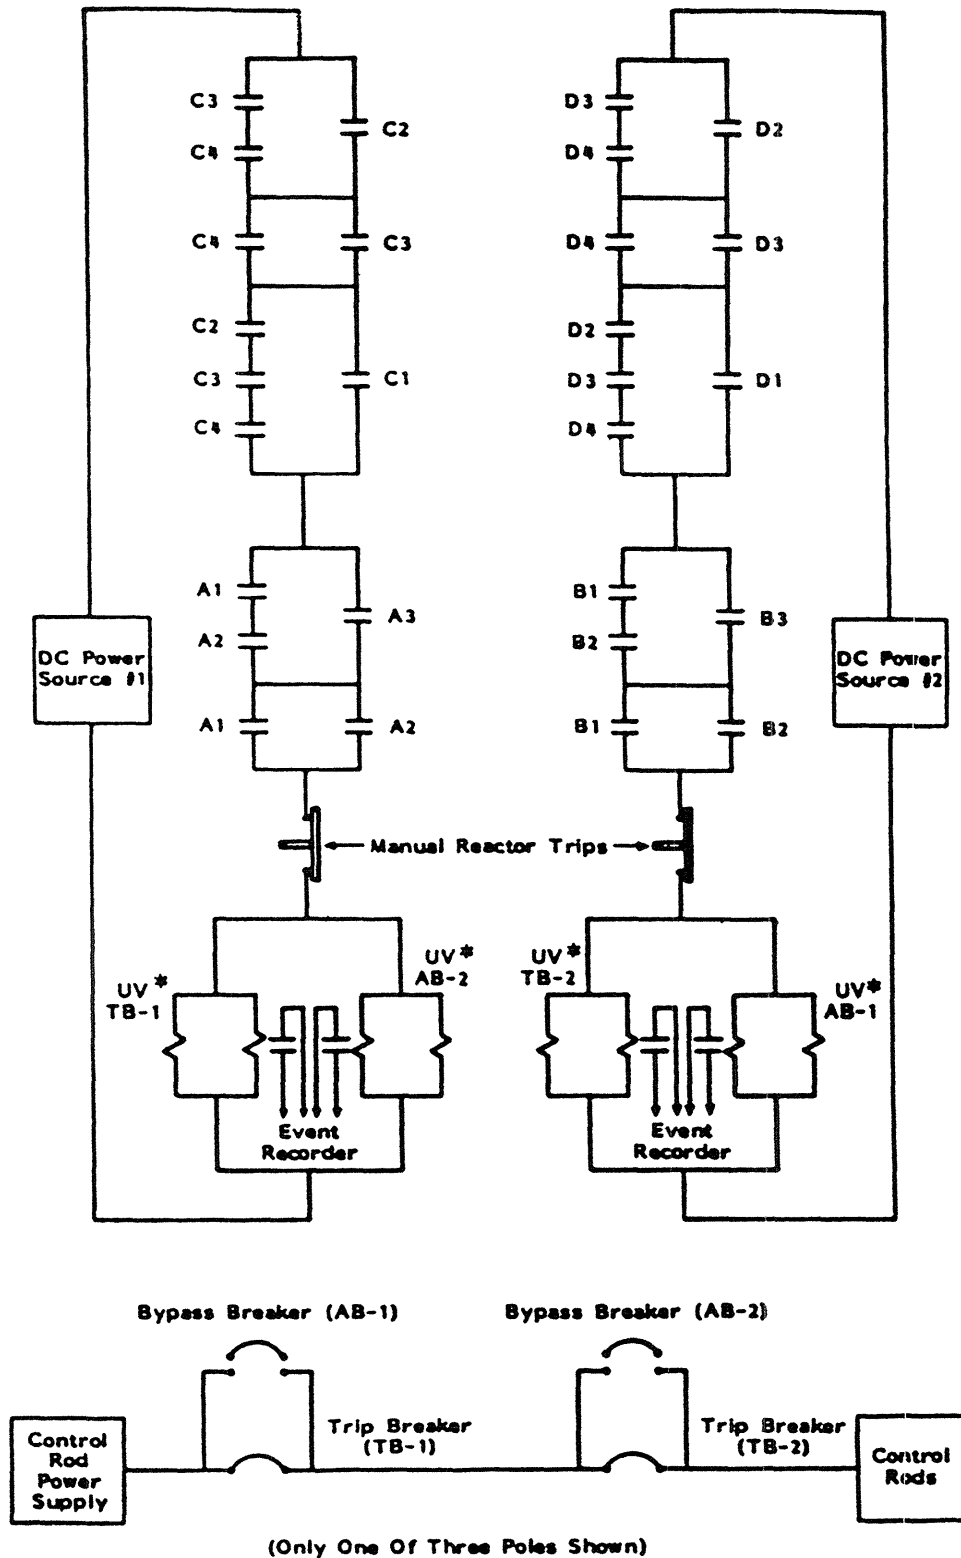 C3
C2
C4
C4
C3
C2
C3
C1
C4
D3
D2
D4
D4
D3
D2
D3
D1
D4
A1
A3
A2
A1
A2
B1
B3
B2
B1
B2
DC Power
Source #1
DC Power
Source #2
Manual Reactor Trips
UV*
TB-1
UV*
AB-2
UV*
TB-2
UV*
AB-1
Event
Recorder
Event
Recorder
Bypass Breaker (AB-1)
Bypass Breaker (AB-2)
Trip Breaker
(TB-1)
Trip Breaker
(TB-2)
Control
Rod
Power
Supply
Control
Rods
(Only One Of Three Poles Shown)